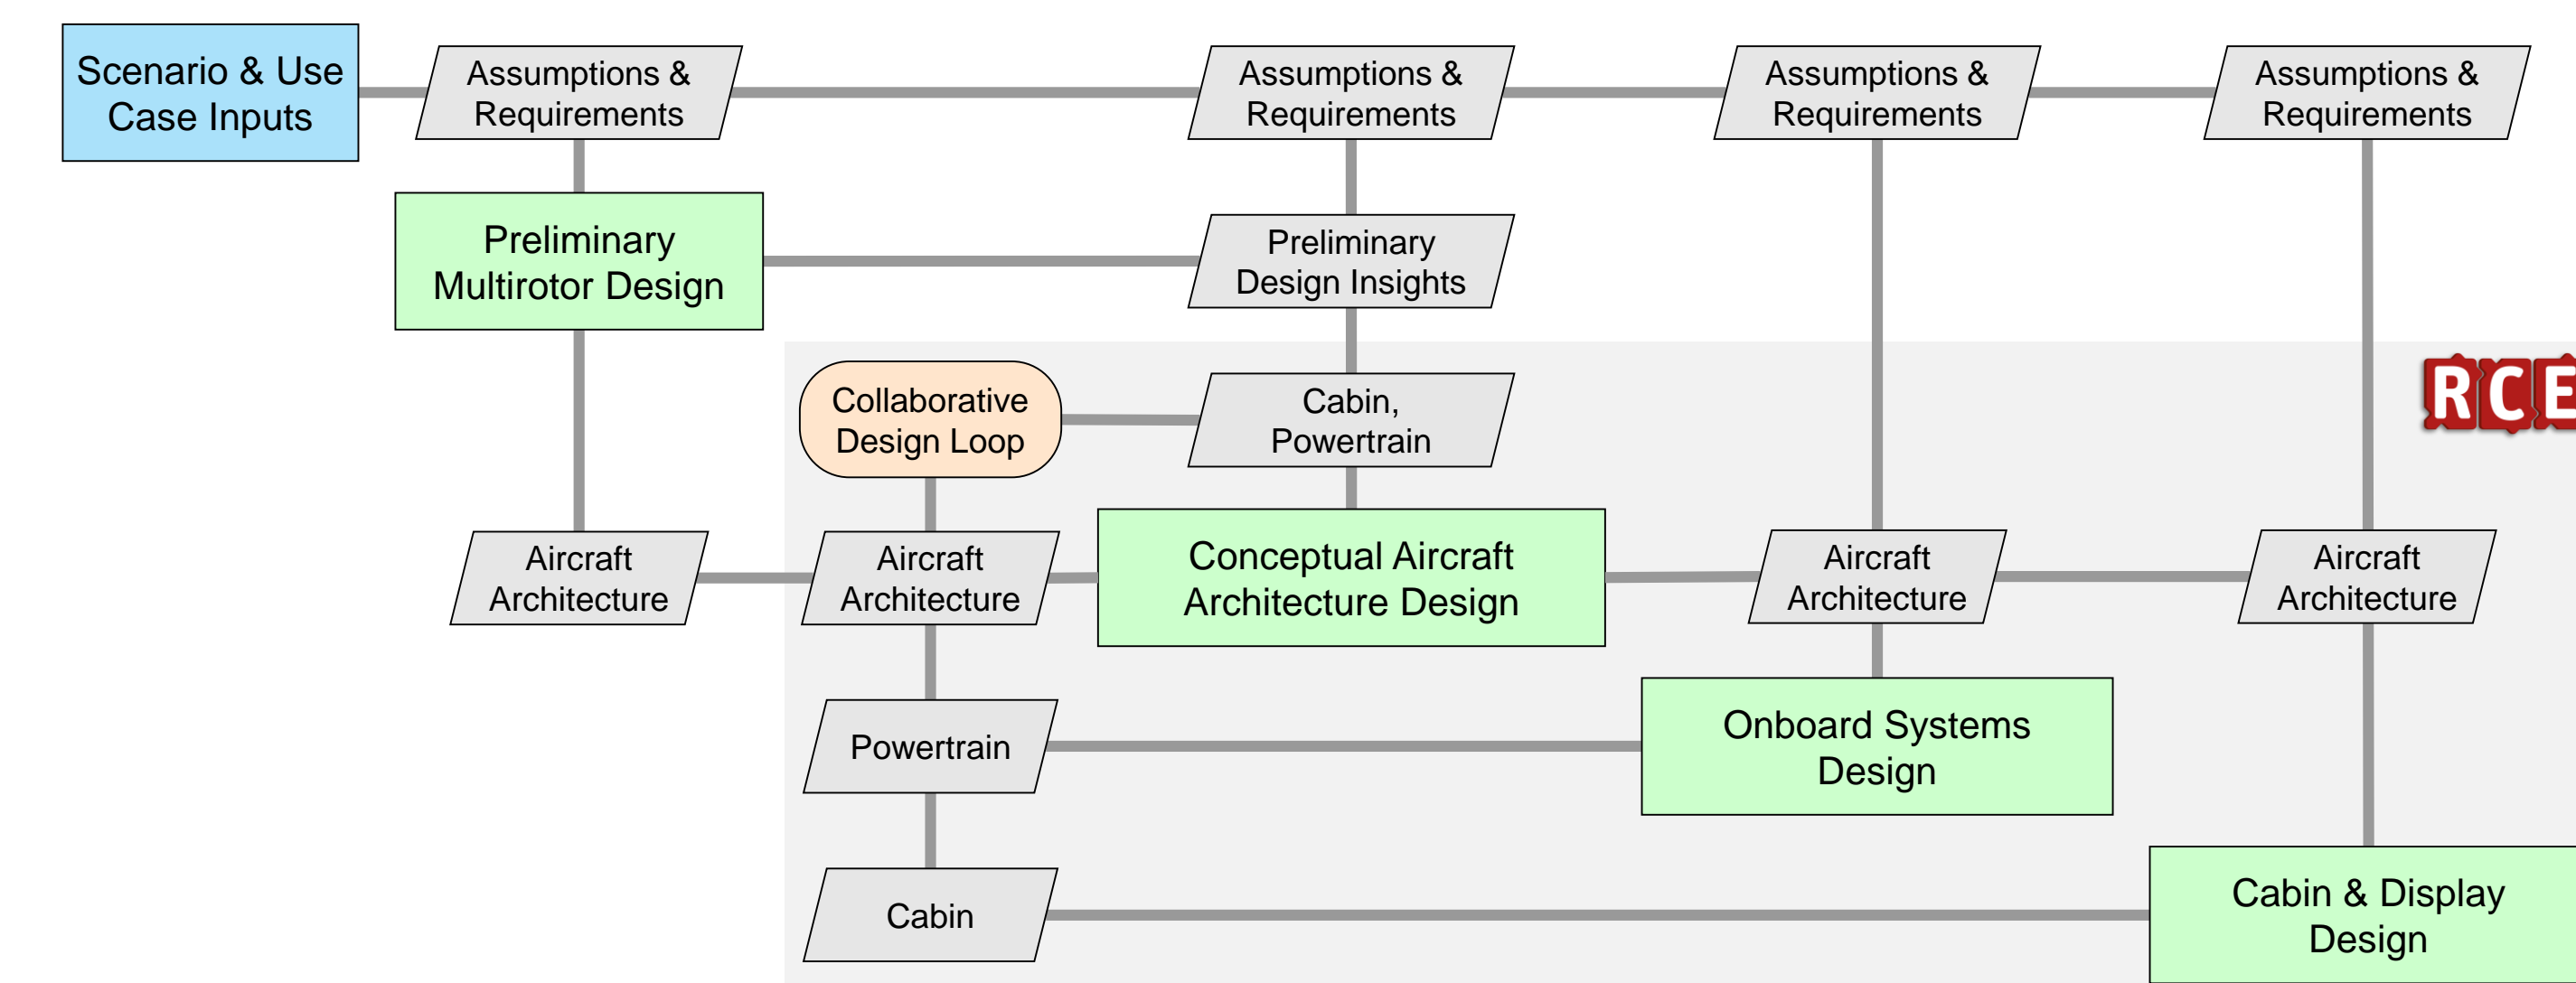 Scenario & Use
Case Inputs
Assumptions &
Requirements
Assumptions &
Requirements
Assumptions &
Requirements
Assumptions &
Requirements
Preliminary
Multirotor Design
Preliminary
Design Insights
Collaborative
Design Loop
Cabin,
Powertrain
RCE
Aircraft
Architecture
Aircraft
Architecture
Conceptual Aircraft
Architecture Design
Aircraft
Architecture
Aircraft
Architecture
Powertrain
Onboard Systems
Design
Cabin
Cabin & Display
Design